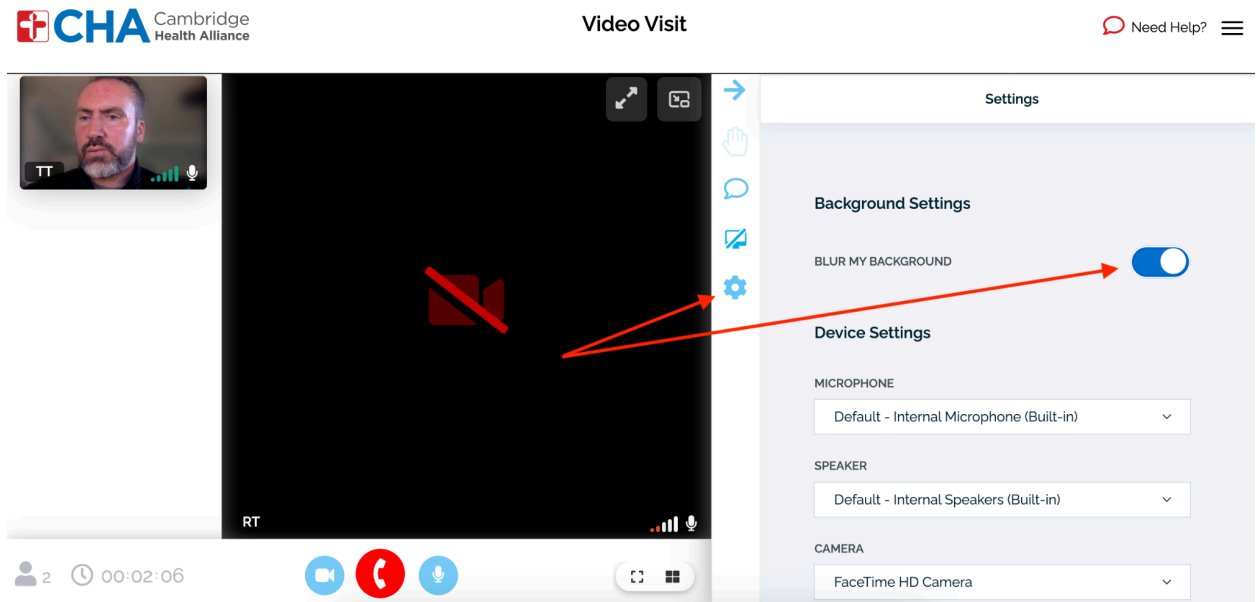 CHA Cambridge
Health Alliance
Video Visit
Need Help?
TT
RT
2
00:02:06
Settings
Background Settings
BLUR MY BACKGROUND
Device Settings
MICROPHONE
Default - Internal Microphone (Built-in)
SPEAKER
Default - Internal Speakers (Built-in)
CAMERA
FaceTime HD Camera